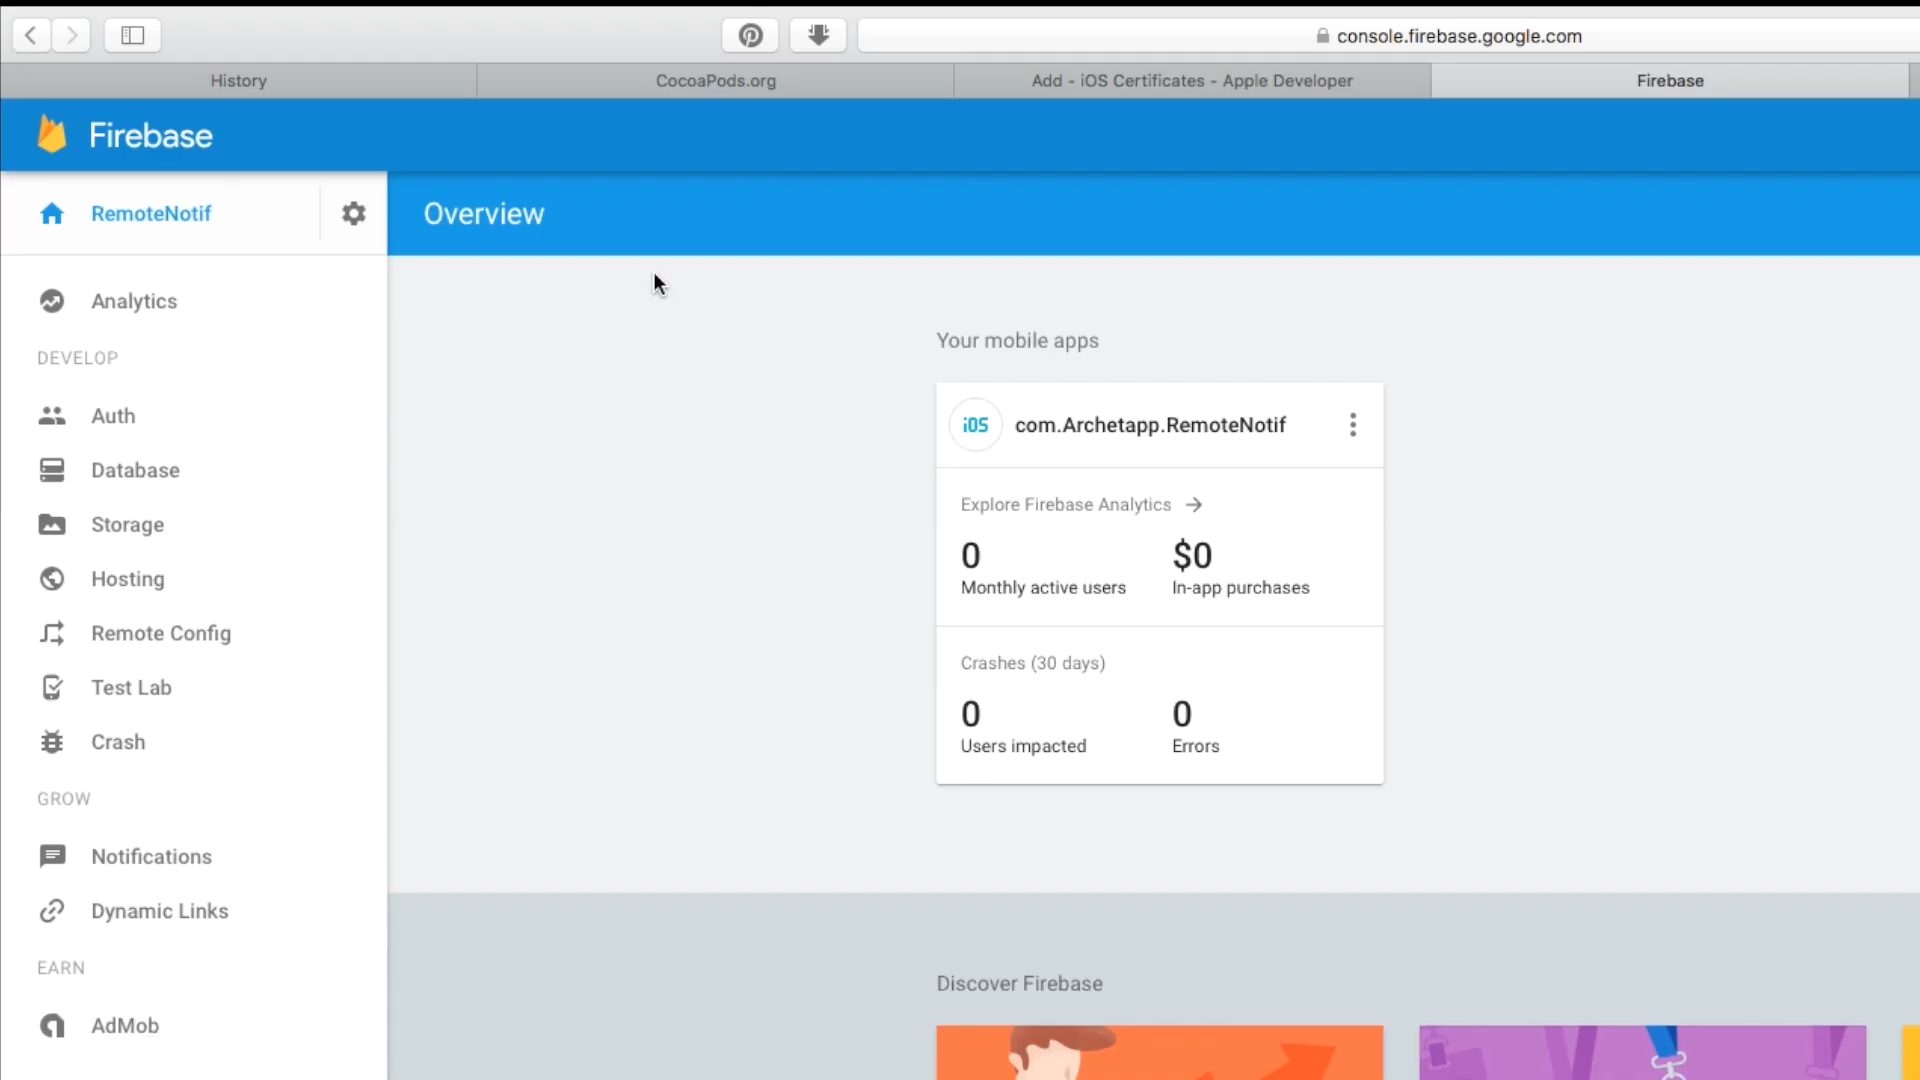 console.firebase.google.com
History
CocoaPods.org
Add - iOS Certificates - Apple Developer
Firebase
Firebase
RemoteNotif
Overview
Analytics
DEVELOP
Auth
Database
Storage
Hosting
Remote Config
Test Lab
Crash
GROW
Notifications
Dynamic Links
EARN
AdMob
Your mobile apps
iOS
com.Archetapp.RemoteNotif
Explore Firebase Analytics
0
$0
Monthly active users
In-app purchases
Crashes (30 days)
0
0
Users impacted
Errors
Discover Firebase